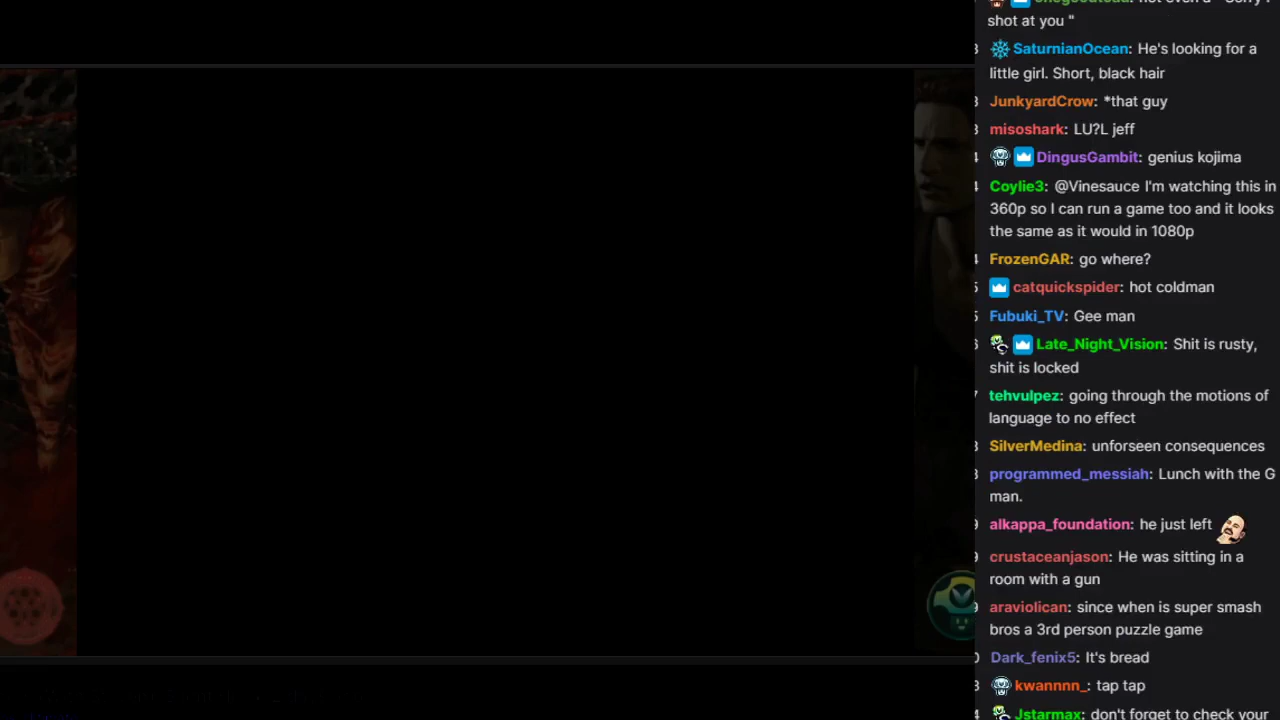 shot at you "
SaturnianOcean: He's looking for a
little girl. Short, black hair
JunkyardCrow: *that guy
misoshark: LU?L jeff
DingusGambit: genius kojima
Coylie3: @Vinesauce I'm watching this in
360p so I can run a game too and it looks
the same as it would in 1080p
FrozenGAR: go where?
catquickspider: hot coldman
Fubuki_TV: Gee man
Late_Night_Vision: Shit is rusty,
shit is locked
tehvulpez: going through the motions of
language to no effect
SilverMedina: unforseen consequences
programmed_messiah: Lunch with the G
man.
alkappa_foundation: he just left
crustaceanjason: He was sitting in a
room with a gun
araviolican: since when is super smash
bros a 3rd person puzzle game
Dark_fenix5: It's bread
kwannnn_: tap tap
Jstarmax: don't forget to check your